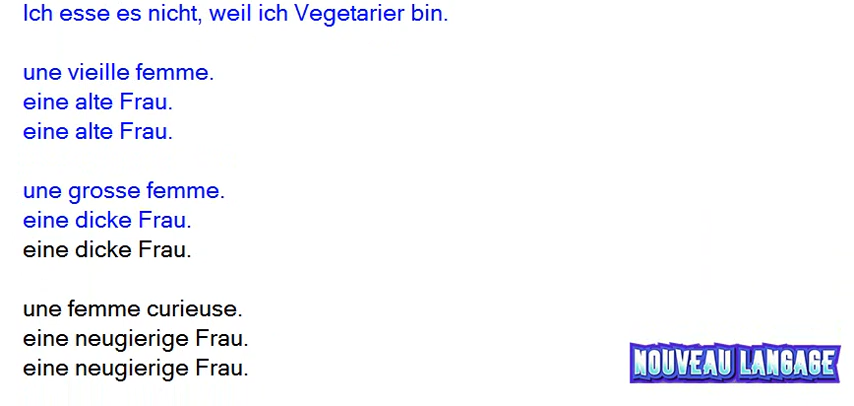 Ich esse es nicht, weil ich Vegetarier bin.
une vieille femme.
eine alte Frau.
eine alte Frau.
une grosse femme.
eine dicke Frau.
eine dicke Frau.
une femme curieuse.
eine neugierige Frau.
eine neugierige Frau.
NOUVEAU LANGAGE